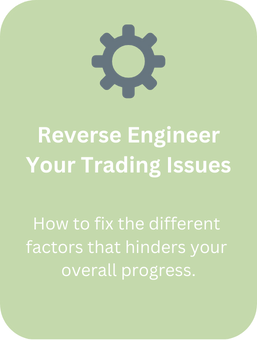 Reverse Engineer
Your Trading Issues
How to fix the different
factors that hinders your
overall progress.